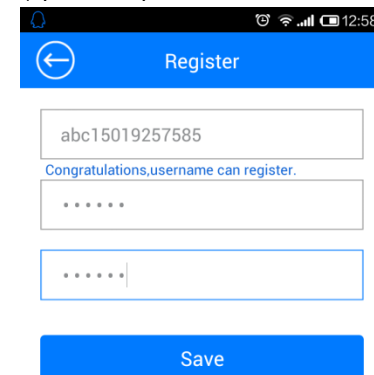 12:58
Register
abc15019257585
Congratulations,username can register.
Save